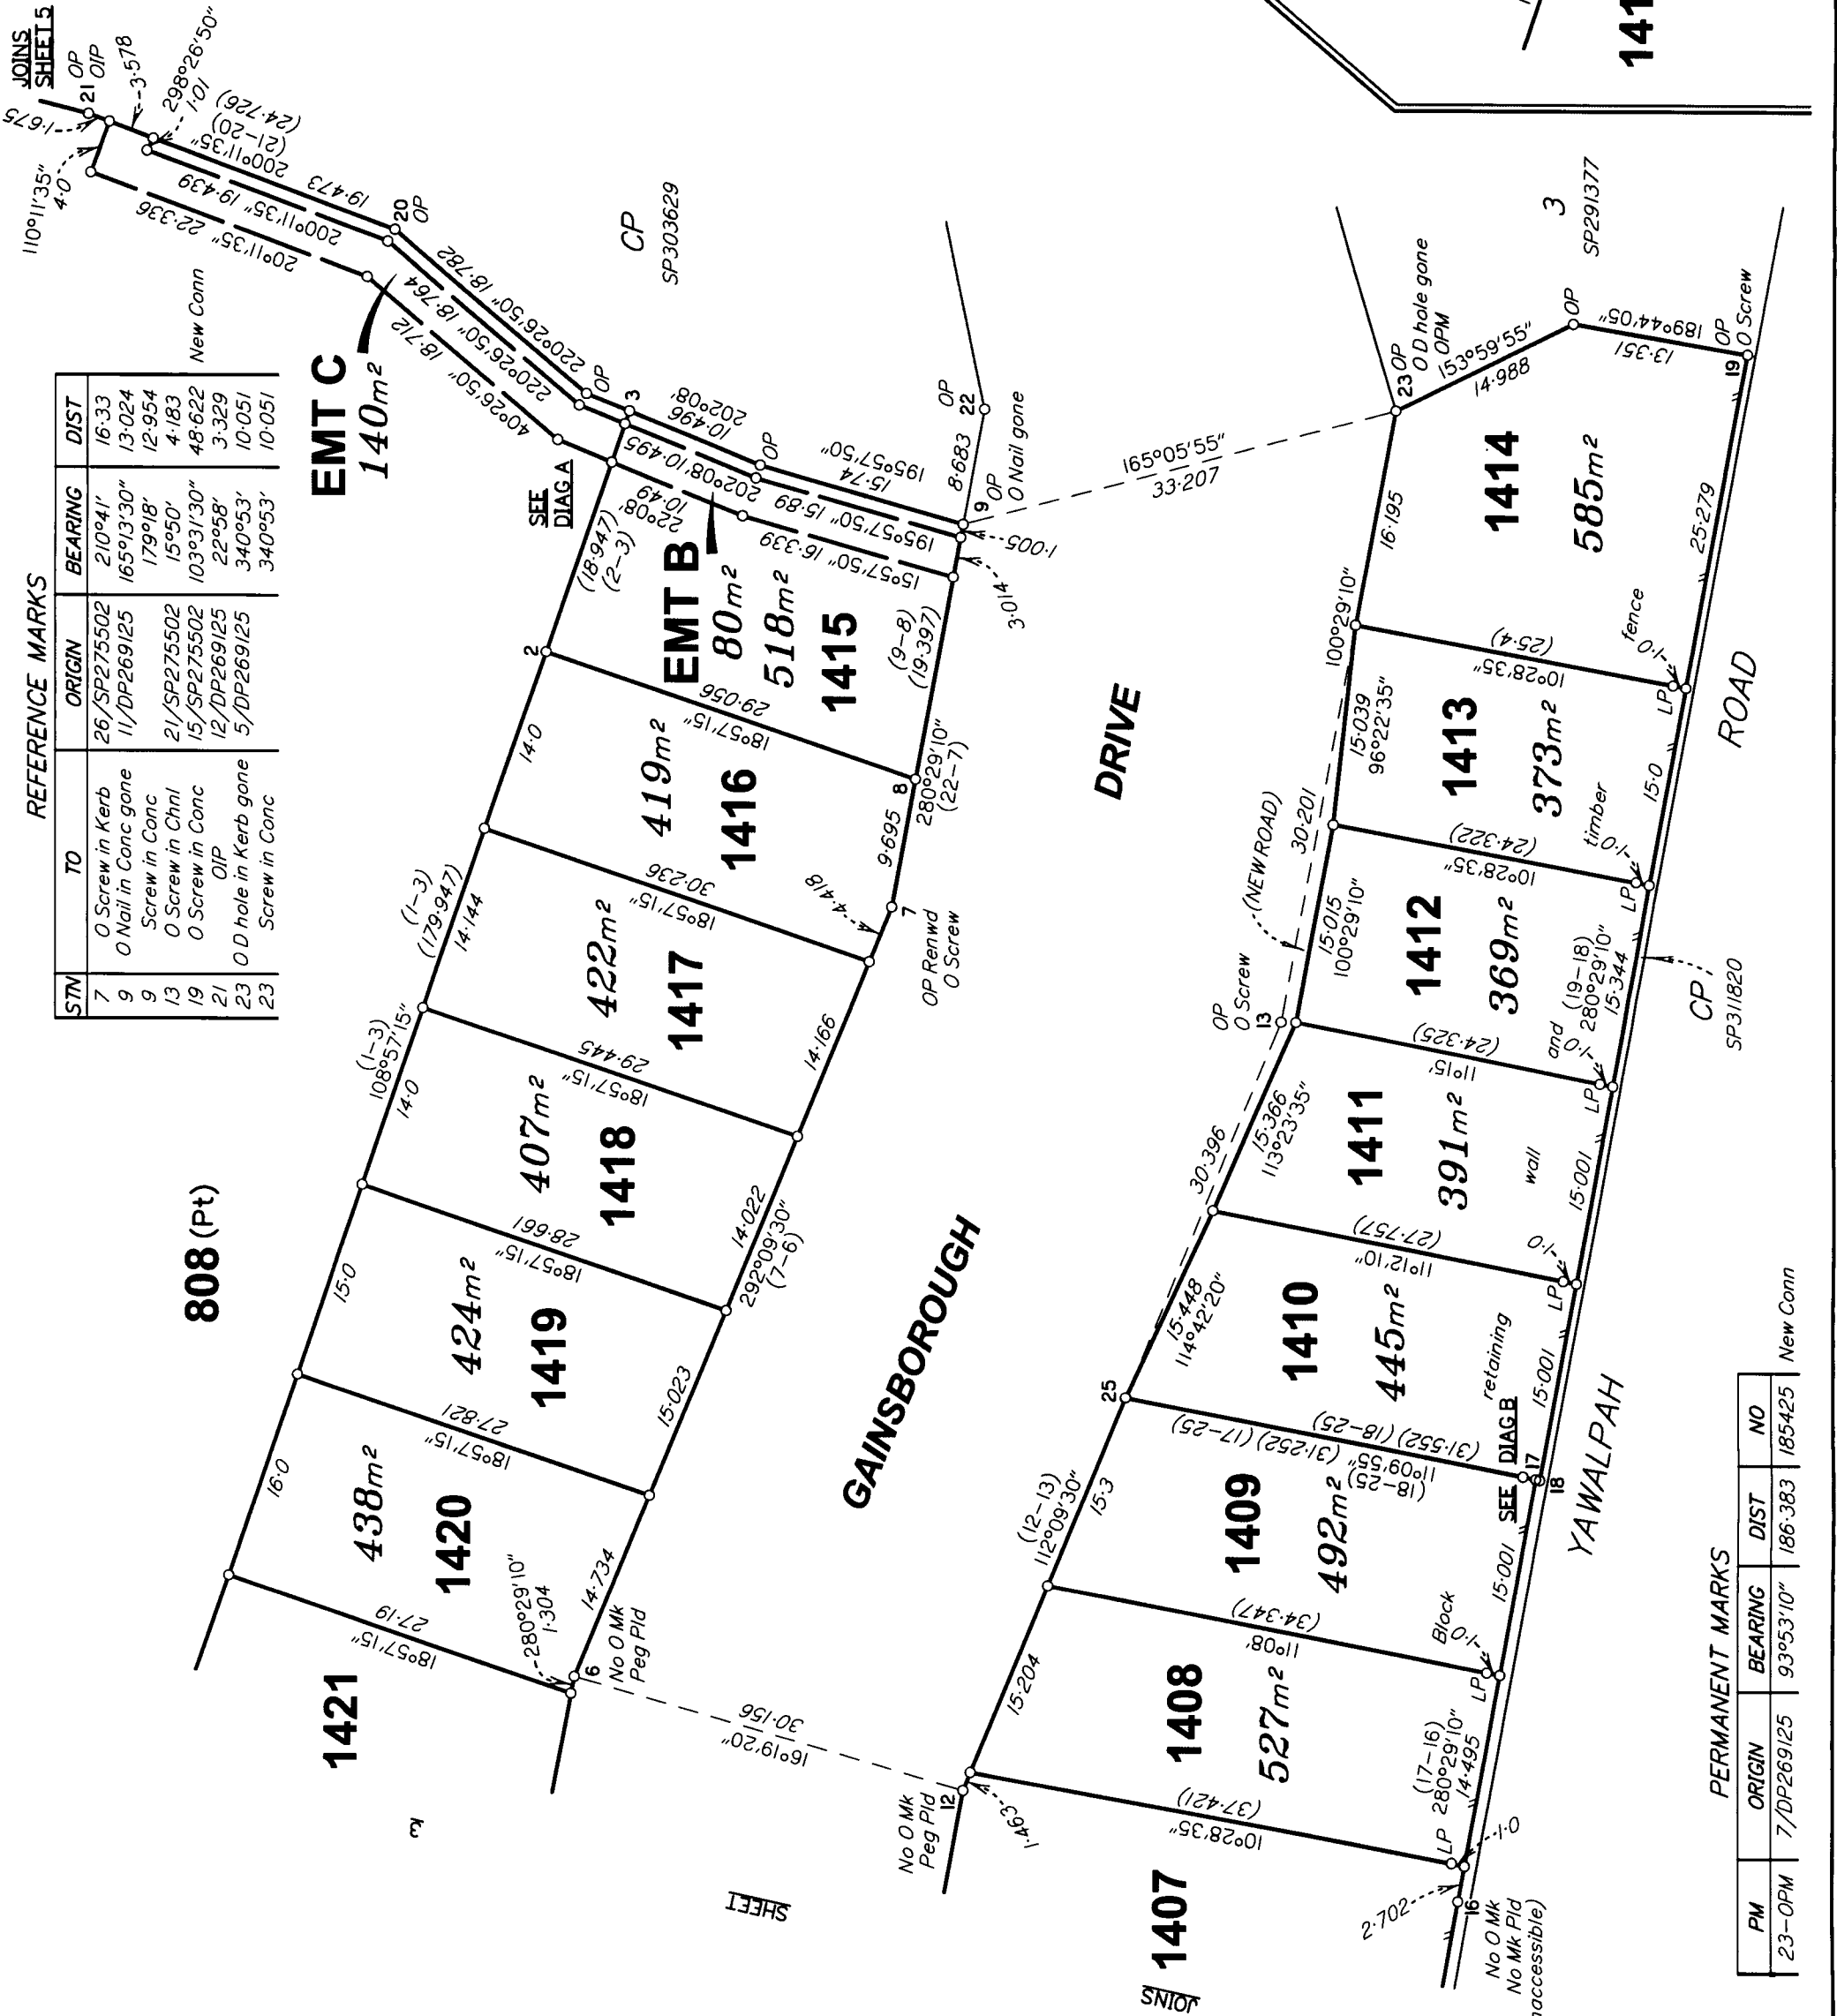 JOINS
SHEET 5
REFERENCE MARKS
STN TO ORIGIN BEARING DIST
7 O Screw in Kerb 26/SP275502 210°41' 16·33
9 O Nail in Conc gone 11/DP269125 165°13'30" 13·024
9 Screw in Conc 179°18' 12·954
13 O Screw in Chnl 21/SP275502 15°50' 4·183
19 O Screw in Conc 15/SP275502 103°31'30" 48·622 New Conn
21 OIP 12/DP269125 22°58' 3·329
23 O D hole in Kerb gone 5/DP269125 340°53' 10·051
23 Screw in Conc 340°53' 10·051
1·675
21 OP
OIP
3·578
298°26'50"
1·01
110°11'35"
4·0
(24·726)
(21-20)
200°11'35"
19·473
200°11'35" 19·439
20°11'35" 22·336
20
OP
EMT C
140m²
40°26'50" 18·712
220°26'50" 18·764
220°26'50" 18·782
OP
3
CP
SP303629
SEE
DIAG A
202°08'
10·496
202°08' 10·495
22°08'
10·49
OP
195°57'50"
15·74
195°57'50" 15·89
15°57'50" 16·339
EMT B
80m²
518m²
1415
(18·947)
(2-3)
(9-8)
(19·397)
3·014
1·005
9 OP
O Nail gone
8·683
OP
22
165°05'55"
33·207
808 (Pt)
2
14·0
29·056
18°57'15"
419m²
1416
8
280°29'10"
(22-7)
9·695
4·418
7
OP Renwd
O Screw
(1-3)
(179·947)
14·144
30·236
18°57'15"
422m²
1417
14·166
(1-3)
108°57'15"
14·0
29·445
18°57'15"
407m²
1418
14·022
292°09'30"
(7-6)
15·0
28·661
18°57'15"
424m²
1419
15·023
16·0
27·821
18°57'15"
438m²
1420
14·734
280°29'10"
1·304
27·19
18°57'15"
6
No O Mk
Peg Pld
1421
16°19'20"
30·156
3
SHEET
JOINS
GAINSBOROUGH
DRIVE
(NEW ROAD)
No O Mk
Peg Pld
12
1·463
1407
10°28'35"
(37·421)
15·204
1408
527m²
LP
1·0
2·702
16
No O Mk
No Mk Pld
(17-16)
280°29'10"
14·495
11°08'
(34·347)
(12-13)
112°09'30"
15·3
1409
492m²
Block
1·0
LP
15·001
25
(31·252) (17-25)
(31·552) (18-25)
11°09'55"
(18-25)
SEE DIAG B
17
18
15·448
114°42'20"
1410
445m²
retaining
15·001
11°12'10"
(27·757)
LP
1·0
30·396
15·366
113°23'35"
1411
391m²
wall
15·001
11°15'
(24·325)
LP
1·0
and
OP
O Screw
13
30·201
15·015
100°29'10"
1412
369m²
(19-18)
280°29'10"
15·344
CP
SP311820
10°28'35"
(24·322)
LP
1·0
timber
15·039
96°22'35"
1413
373m²
15·0
10°28'35"
(25·4)
LP
1·0
fence
100°29'10"
16·195
1414
585m²
25·279
23 OP
O D hole gone
OPM
153°59'55"
14·988
OP
189°44'05"
13·351
19
OP
O Screw
3
SP291377
YAWALPAH
ROAD
141
PERMANENT MARKS
PM ORIGIN BEARING DIST NO
23-OPM 7/DP269125 93°53'10" 186·383 185425 New Conn